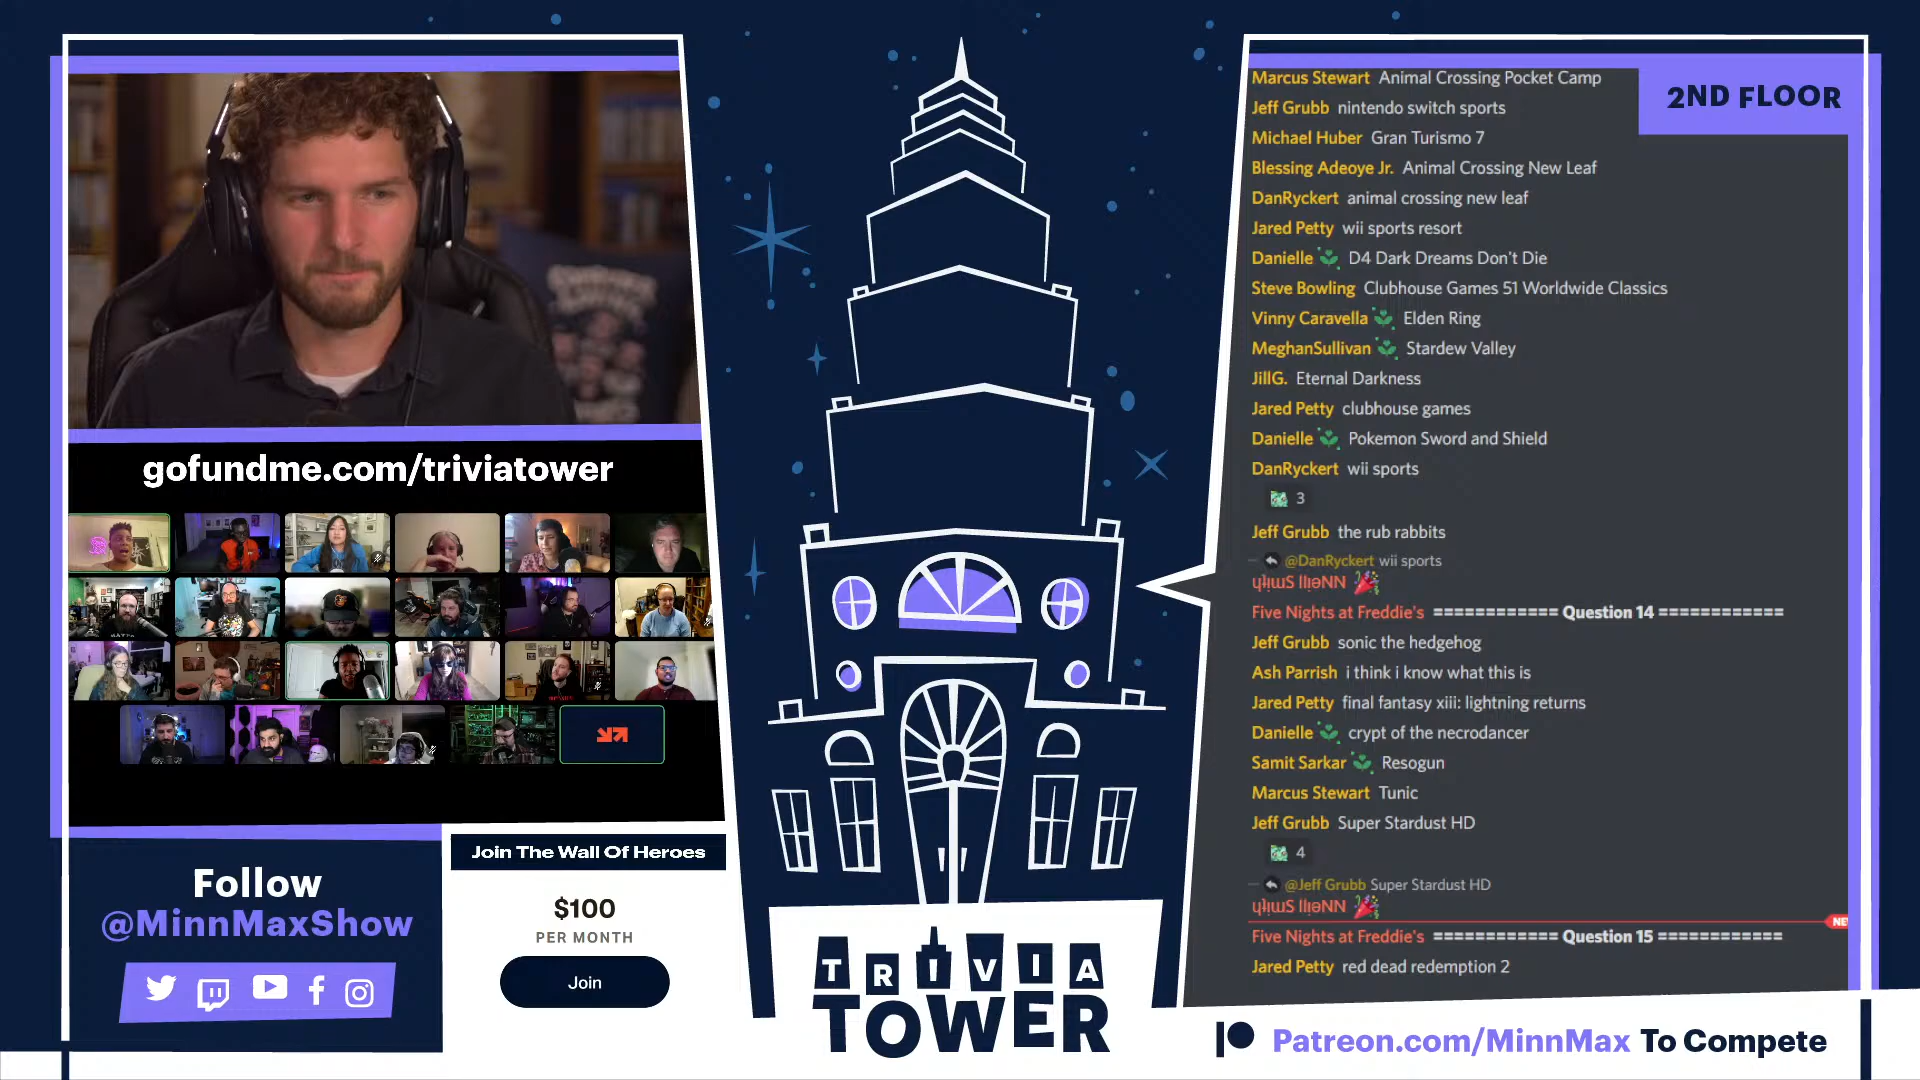 gofundme.com/triviatower
Follow
@MinnMaxShow
Join The Wall Of Heroes
$100
PER MONTH
Join
TRIVIA
TOWER
2ND FLOOR
Marcus Stewart Animal Crossing Pocket Camp
Jeff Grubb nintendo switch sports
Michael Huber Gran Turismo 7
Blessing Adeoye Jr. Animal Crossing New Leaf
DanRyckert animal crossing new leaf
Jared Petty wii sports resort
Danielle D4 Dark Dreams Don't Die
Steve Bowling Clubhouse Games 51 Worldwide Classics
Vinny Caravella Elden Ring
MeghanSullivan Stardew Valley
JillG. Eternal Darkness
Jared Petty clubhouse games
Danielle Pokemon Sword and Shield
DanRyckert wii sports
3
Jeff Grubb the rub rabbits
@DanRyckert wii sports
Five Nights at Freddie's ============ Question 14 ============
Jeff Grubb sonic the hedgehog
Ash Parrish i think i know what this is
Jared Petty final fantasy xiii: lightning returns
Danielle crypt of the necrodancer
Samit Sarkar Resogun
Marcus Stewart Tunic
Jeff Grubb Super Stardust HD
4
@Jeff Grubb Super Stardust HD
Five Nights at Freddie's ============ Question 15 ============
Jared Petty red dead redemption 2
Patreon.com/MinnMax To Compete